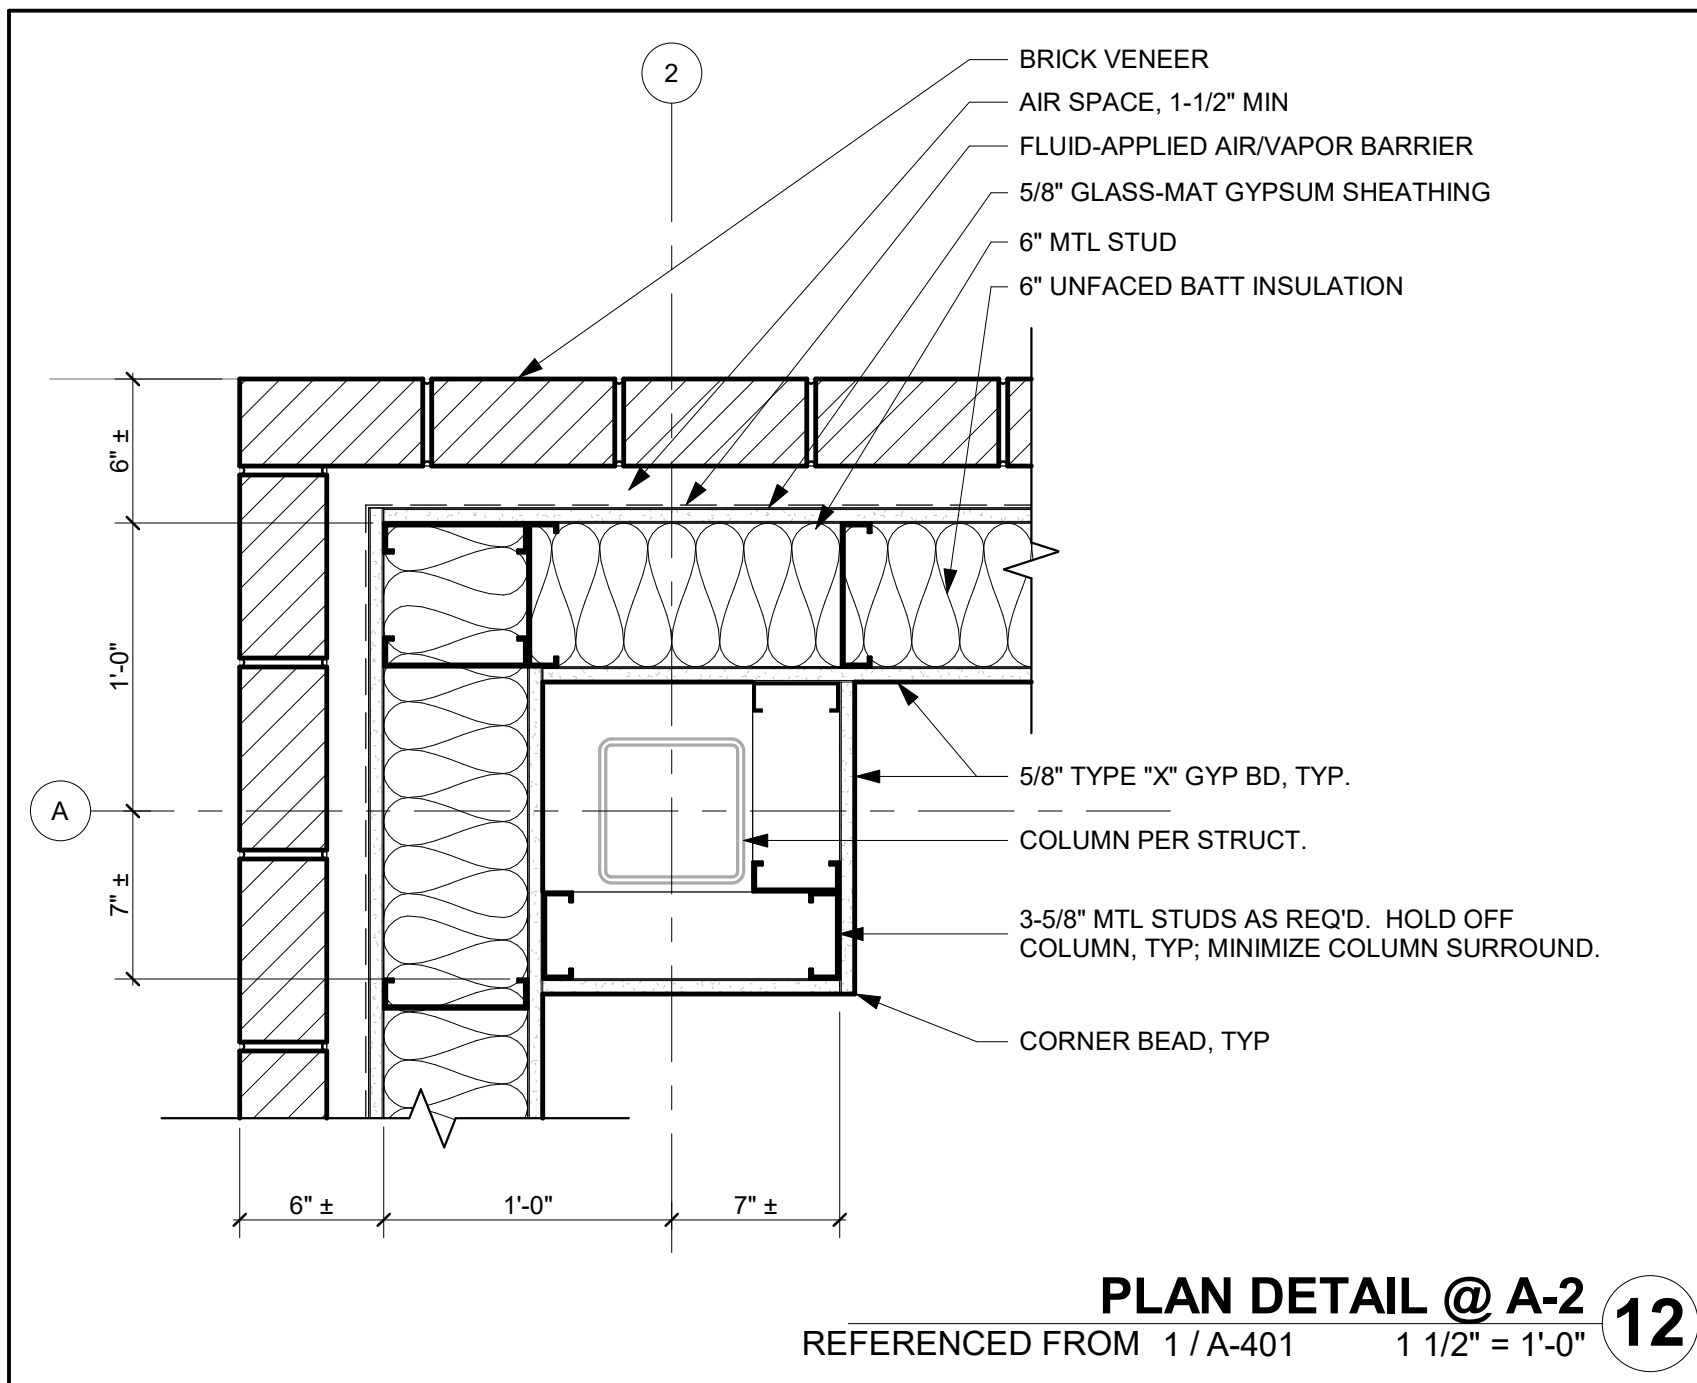 2
BRICK VENEER
AIR SPACE, 1-1/2" MIN
FLUID-APPLIED AIR/VAPOR BARRIER
5/8" GLASS-MAT GYPSUM SHEATHING
6" MTL STUD
6" UNFACED BATT INSULATION
6" ±
1'-0"
A
7" ±
5/8" TYPE "X" GYP BD, TYP.
COLUMN PER STRUCT.
3-5/8" MTL STUDS AS REQ'D.  HOLD OFF
COLUMN, TYP; MINIMIZE COLUMN SURROUND.
CORNER BEAD, TYP
6" ±
1'-0"
7" ±
PLAN DETAIL @ A-2
12
REFERENCED FROM 1 / A-401 1 1/2" = 1'-0"